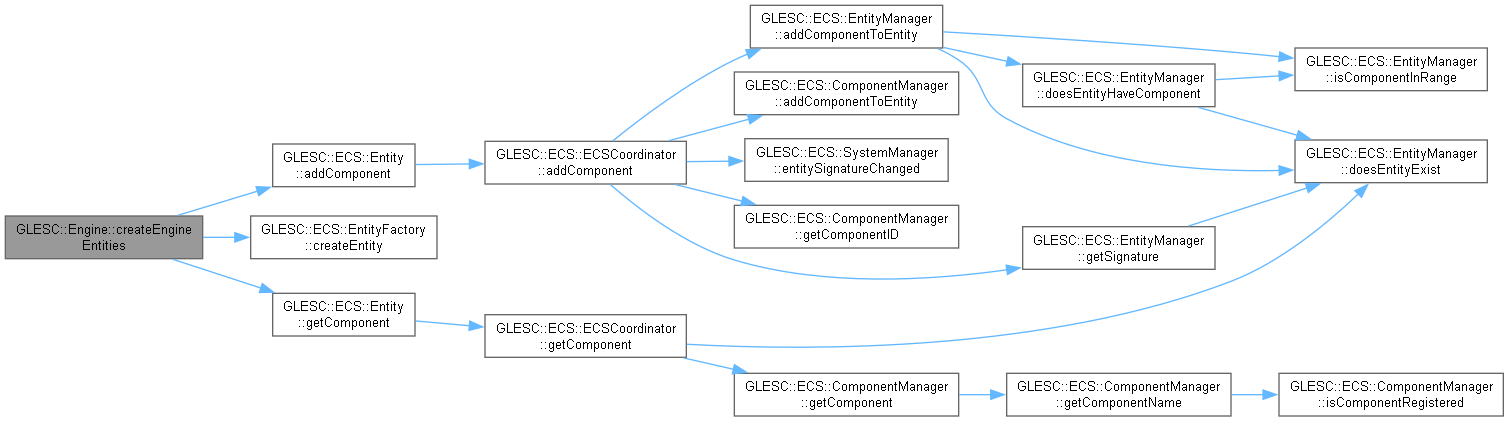 GLESC::Engine::createEngine
Entities
GLESC::ECS::Entity
::addComponent
GLESC::ECS::EntityFactory
::createEntity
GLESC::ECS::Entity
::getComponent
GLESC::ECS::ECSCoordinator
::addComponent
GLESC::ECS::ECSCoordinator
::getComponent
GLESC::ECS::EntityManager
::addComponentToEntity
GLESC::ECS::ComponentManager
::addComponentToEntity
GLESC::ECS::SystemManager
::entitySignatureChanged
GLESC::ECS::ComponentManager
::getComponentID
GLESC::ECS::ComponentManager
::getComponent
GLESC::ECS::EntityManager
::doesEntityHaveComponent
GLESC::ECS::EntityManager
::getSignature
GLESC::ECS::ComponentManager
::getComponentName
GLESC::ECS::EntityManager
::isComponentInRange
GLESC::ECS::EntityManager
::doesEntityExist
GLESC::ECS::ComponentManager
::isComponentRegistered